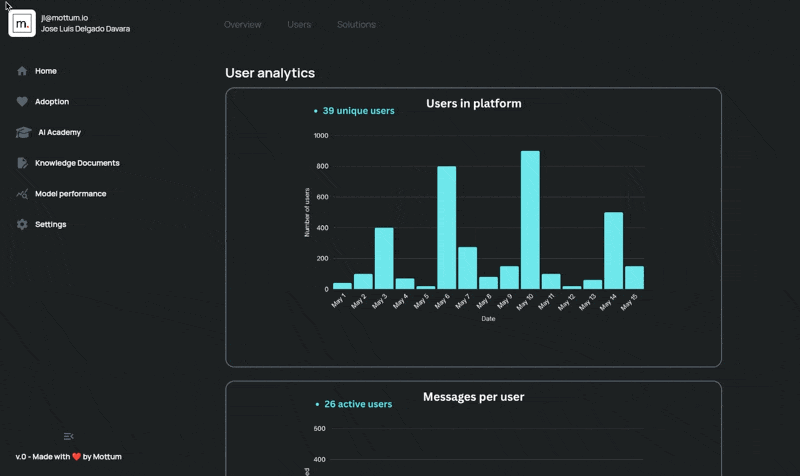 m.
jl@mottum.io
Jose Luis Delgado Davara
Overview Users Solutions
Home
Adoption
AI Academy
Knowledge Documents
Model performance
Settings
User analytics
Users in platform
• 39 unique users
1000
800
600
400
200
0
Number of users
May 1 May 2 May 3 May 4 May 5 May 6 May 7 May 8 May 9 May 10 May 11 May 12 May 13 May 14 May 15
Date
Messages per user
• 26 active users
600
400
v.0 - Made with ❤️ by Mottum